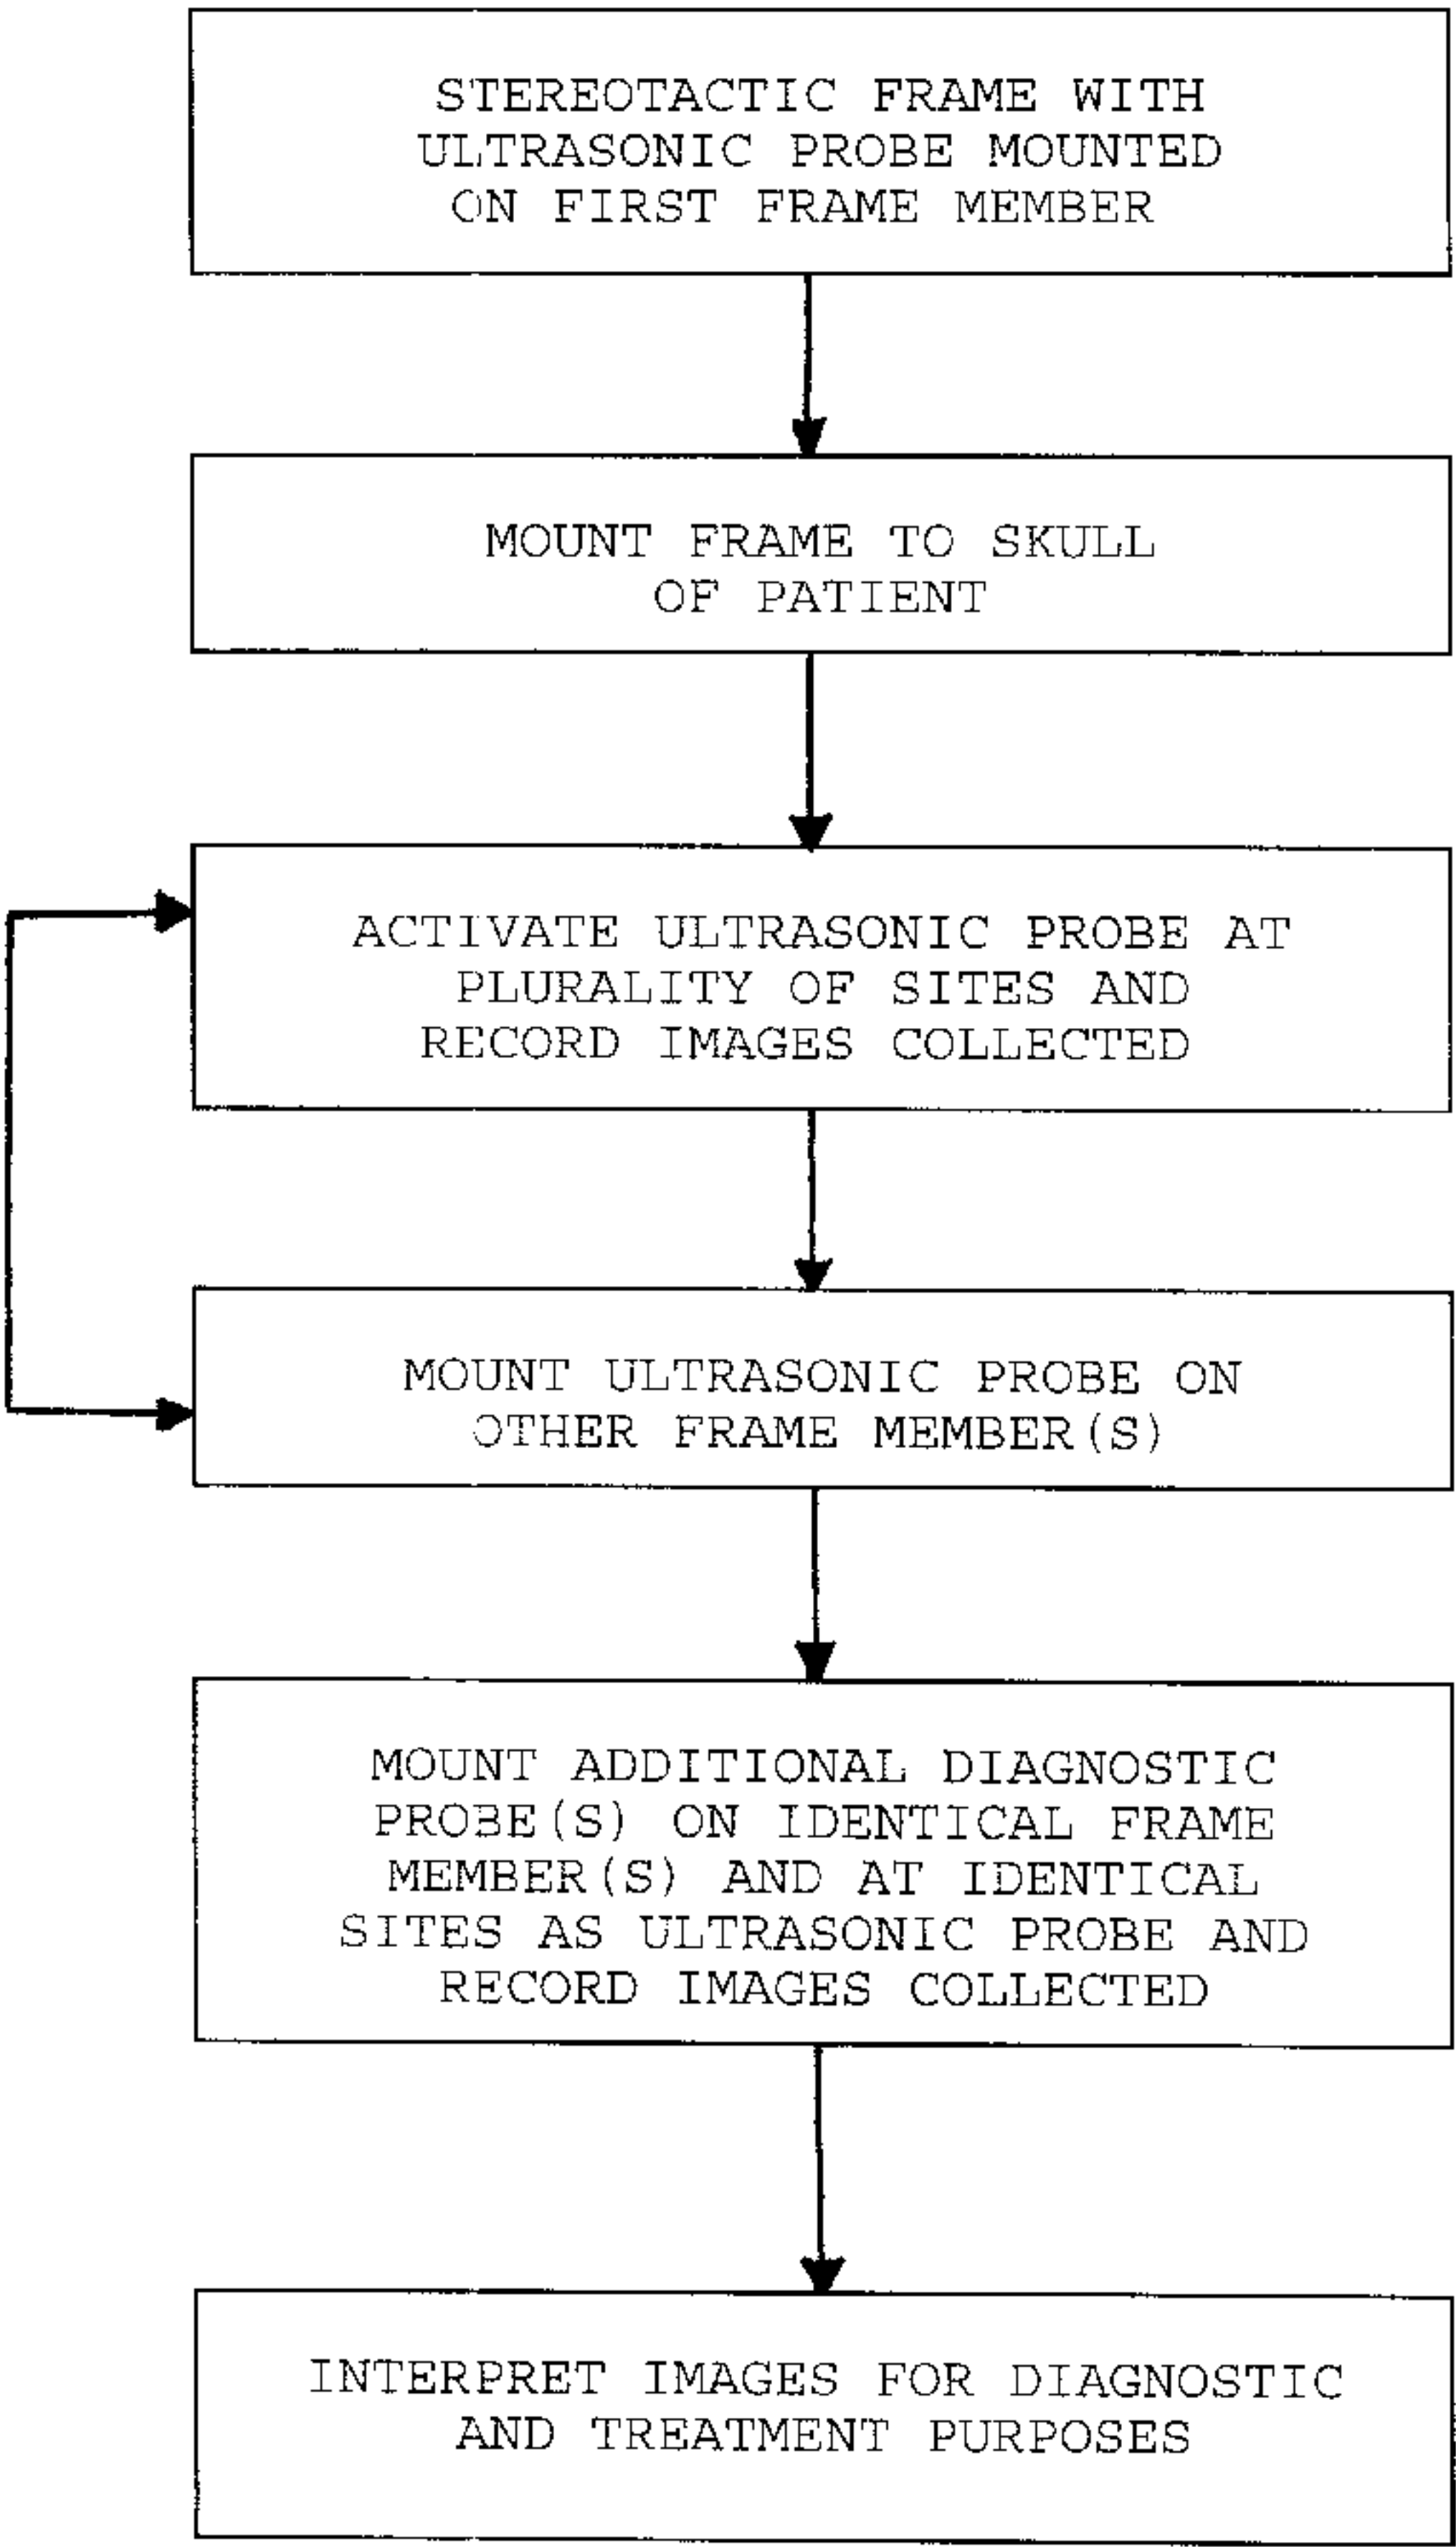 STEREOTACTIC FRAME WITH
ULTRASONIC PROBE MOUNTED
ON FIRST FRAME MEMBER
MOUNT FRAME TO SKULL
OF PATIENT
ACTIVATE ULTRASONIC PROBE AT
PLURALITY OF SITES AND
RECORD IMAGES COLLECTED
MOUNT ULTRASONIC PROBE ON
OTHER FRAME MEMBER(S)
MOUNT ADDITIONAL DIAGNOSTIC
PROBE(S) ON IDENTICAL FRAME
MEMBER(S) AND AT IDENTICAL
SITES AS ULTRASONIC PROBE AND
RECORD IMAGES COLLECTED
INTERPRET IMAGES FOR DIAGNOSTIC
AND TREATMENT PURPOSES